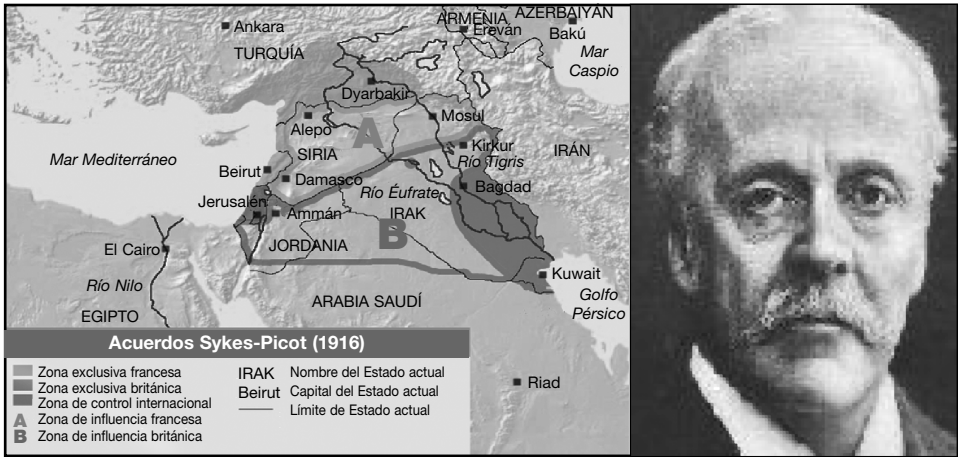 Ankara
TURQUÍA
ARMENIA
Ereván
AZERBAIYÁN
Bakú
Mar
Caspio
Dyarbakir
Alepo
A
Mosul
Kirkur
IRÁN
Mar Mediterráneo
SIRIA
Río Tigris
Beirut
Damasco
Río Éufrate
Bagdad
Jerusalén
Ammán
IRAK
B
JORDANIA
El Cairo
Kuwait
Río Nilo
Golfo
Pérsico
ARABIA SAUDÍ
EGIPTO
Acuerdos Sykes-Picot (1916)
Zona exclusiva francesa
Zona exclusiva británica
Zona de control internacional
A Zona de influencia francesa
B Zona de influencia británica
IRAK Nombre del Estado actual
Beirut Capital del Estado actual
Límite de Estado actual
Riad